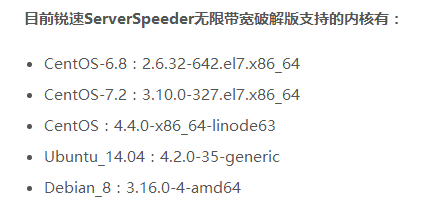 目前锐速ServerSpeeder无限带宽破解版支持的内核有：
CentOS-6.8：2.6.32-642.el7.x86_64
CentOS-7.2：3.10.0-327.el7.x86_64
CentOS：4.4.0-x86_64-linode63
Ubuntu_14.04：4.2.0-35-generic
Debian_8：3.16.0-4-amd64